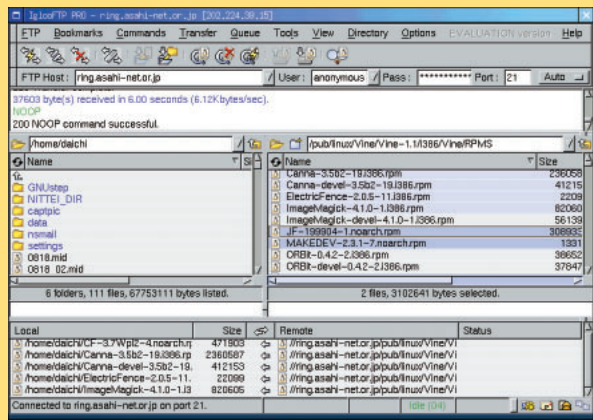 IglooFTP PRO - ring.asahi-net.or.jp [202.224.39.15]
FTP Bookmarks Commands Transfer Queue Tools View Directory Options EVALUATION version Help
FTP Host: ring.asahi-net.or.jp User: anonymous Pass: *********** Port: 21 Auto
37603 byte(s) received in 6.00 seconds (6.12Kbytes/sec).
NOOP
200 NOOP command successful.
/home/daichi
/pub/linux/Vine/Vine-1.1/i386/Vine/RPMS
Name
GNUstep
NITTEI_DIR
captpic
data
nsmail
settings
0818.mid
0818_02.mid
6 folders, 111 files, 67753111 bytes listed.
Name Size
Canna-3.5b2-19.i386.rpm 236058
Canna-devel-3.5b2-19.i386.rpm 41215
ElectricFence-2.0.5-11.i386.rpm 2209
ImageMagick-4.1.0-1.i386.rpm 82060
ImageMagick-devel-4.1.0-1.i386.rpm 56139
JF-199904-1.noarch.rpm 308933
MAKEDEV-2.3.1-7.noarch.rpm 1331
ORBit-0.4.2-2.i386.rpm 38652
ORBit-devel-0.4.2-2.i386.rpm 37847
2 files, 3102641 bytes selected.
Local Size Remote Status
/home/daichi/CF-3.7Wpl2-4.noarch.r 471903 //ring.asahi-net.or.jp/pub/linux/Vine/Vi
/home/daichi/Canna-3.5b2-19.i386.rp 2360587 //ring.asahi-net.or.jp/pub/linux/Vine/Vi
/home/daichi/Canna-devel-3.5b2-19. 412153 //ring.asahi-net.or.jp/pub/linux/Vine/Vi
/home/daichi/ElectricFence-2.0.5-11. 22099 //ring.asahi-net.or.jp/pub/linux/Vine/Vi
/home/daichi/ImageMagick-4.1.0-1.i3 820605 //ring.asahi-net.or.jp/pub/linux/Vine/Vi
Connected to ring.asahi-net.or.jp on port 21. Idle (04)